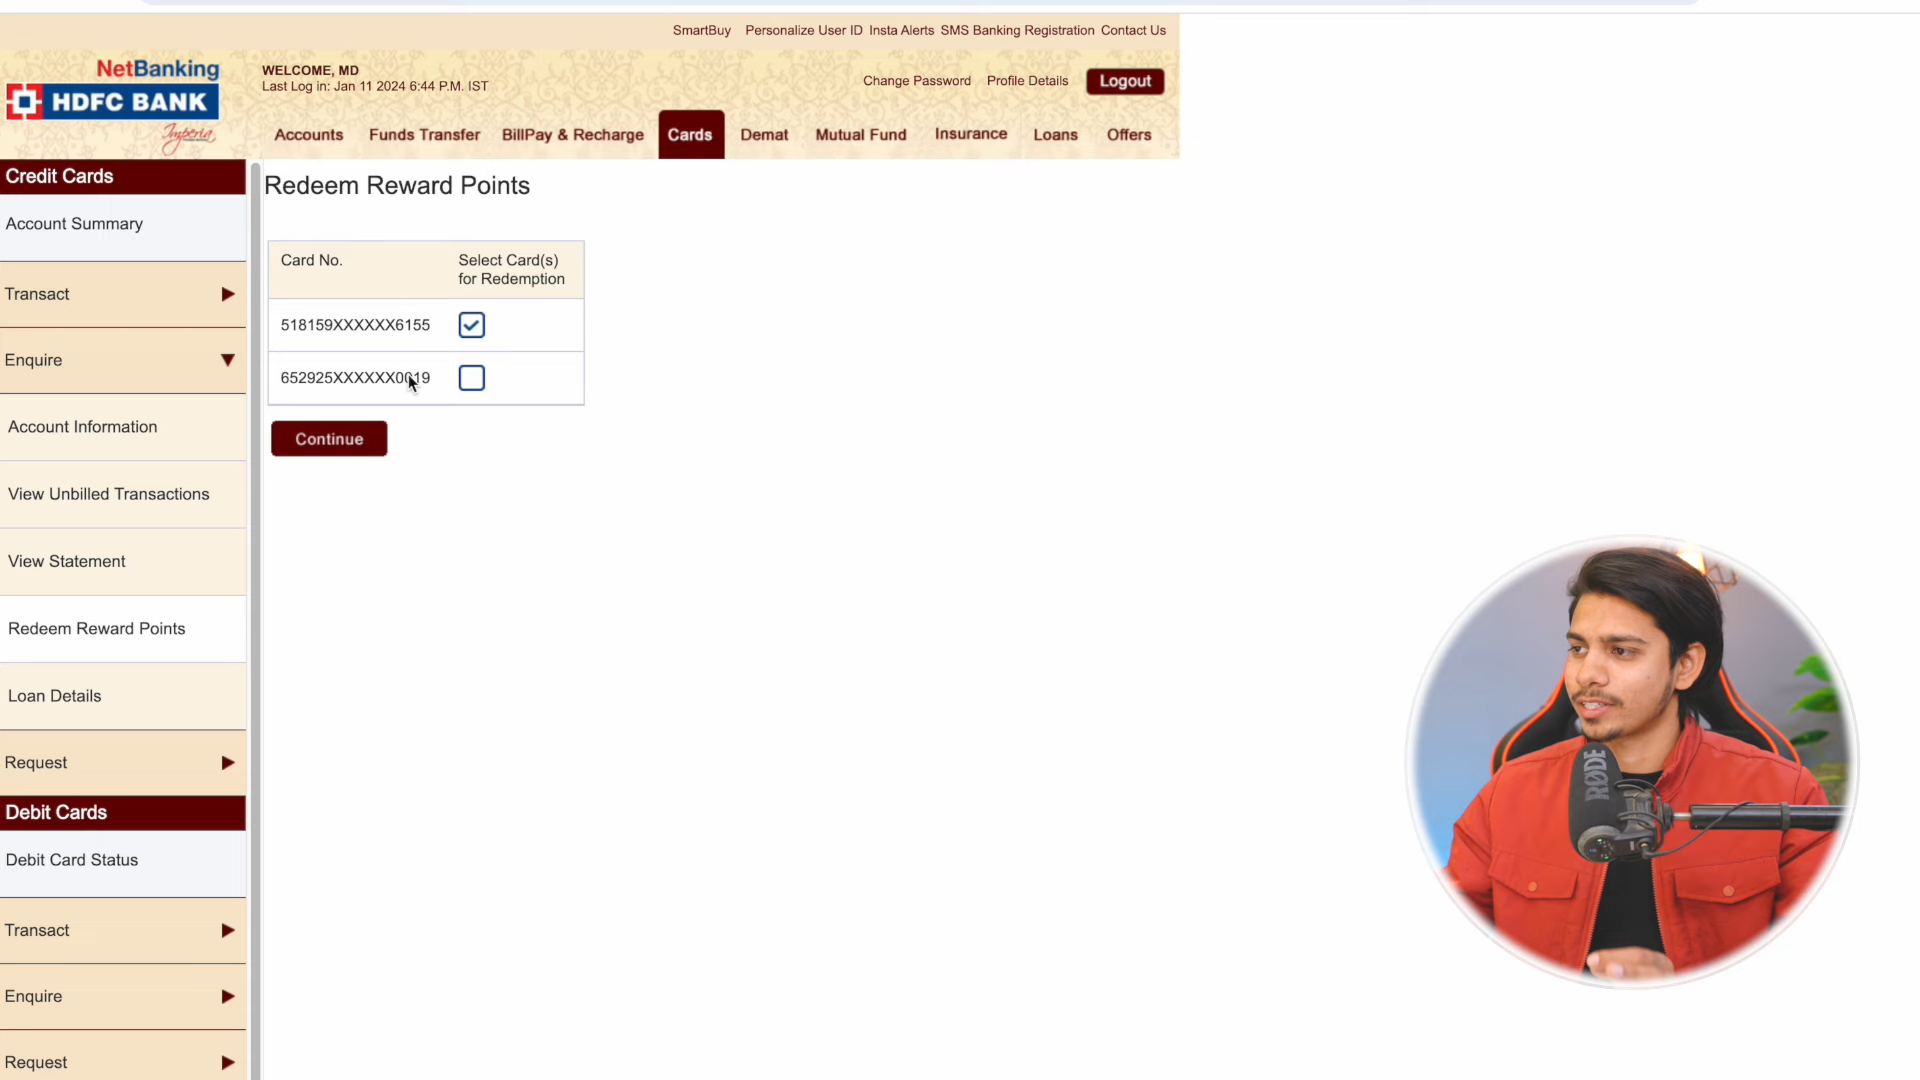 SmartBuy Personalize User ID Insta Alerts SMS Banking Registration Contact Us
NetBanking
HDFC BANK
Imperia
WELCOME, MD
Last Log in: Jan 11 2024 6:44 P.M. IST
Change Password Profile Details Logout
Accounts Funds Transfer BillPay & Recharge Cards Demat Mutual Fund Insurance Loans Offers
Credit Cards
Account Summary
Transact
Enquire
Account Information
View Unbilled Transactions
View Statement
Redeem Reward Points
Loan Details
Request
Debit Cards
Debit Card Status
Transact
Enquire
Request
Redeem Reward Points
Card No. Select Card(s)
for Redemption
518159XXXXXX6155
652925XXXXXX0019
Continue
RØDE